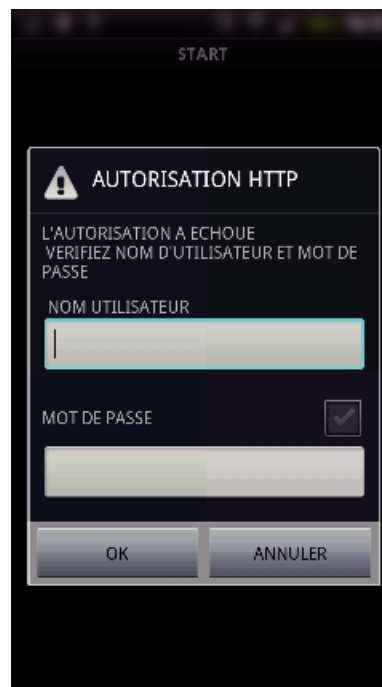 START
AUTORISATION HTTP
L'AUTORISATION A ECHOUE
VERIFIEZ NOM D'UTILISATEUR ET MOT DE
PASSE
NOM UTILISATEUR
MOT DE PASSE
OK
ANNULER